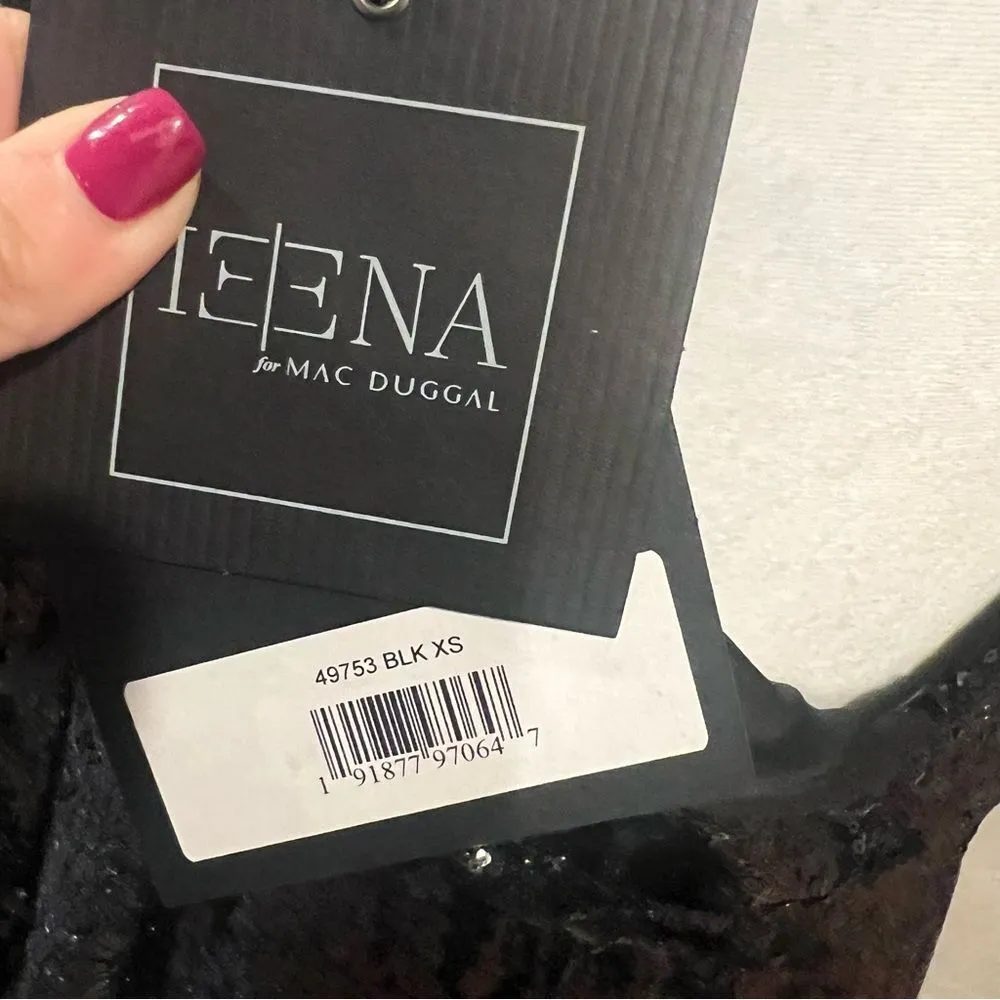 IEENA
for MAC DUGGAL
49753 BLK XS
1 91877 97064 7